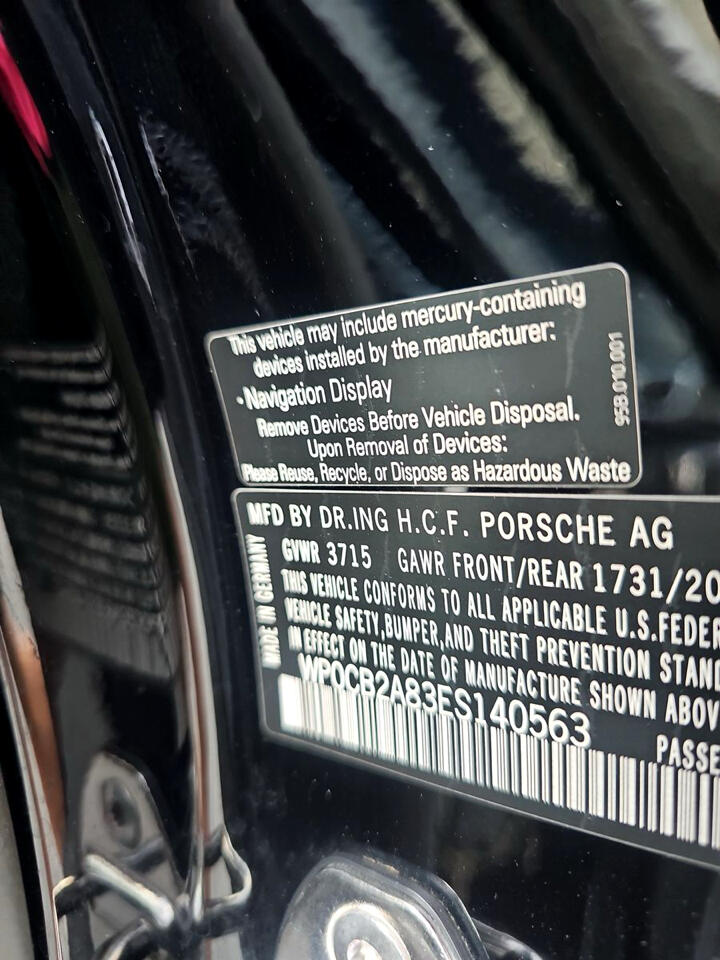 This vehicle may include mercury-containing
devices installed by the manufacturer:
• Navigation Display
Remove Devices Before Vehicle Disposal.
Upon Removal of Devices:
Please Reuse, Recycle, or Dispose as Hazardous Waste
95B.010.001
MFD BY DR.ING H.C.F. PORSCHE AG
GVWR 3715 GAWR FRONT/REAR 1731/20
THIS VEHICLE CONFORMS TO ALL APPLICABLE U.S.FEDER
VEHICLE SAFETY,BUMPER,AND THEFT PREVENTION STAND
IN EFFECT ON THE DATE OF MANUFACTURE SHOWN ABOV
WP0CB2A83ES140563
PASSE
MADE IN GERMANY